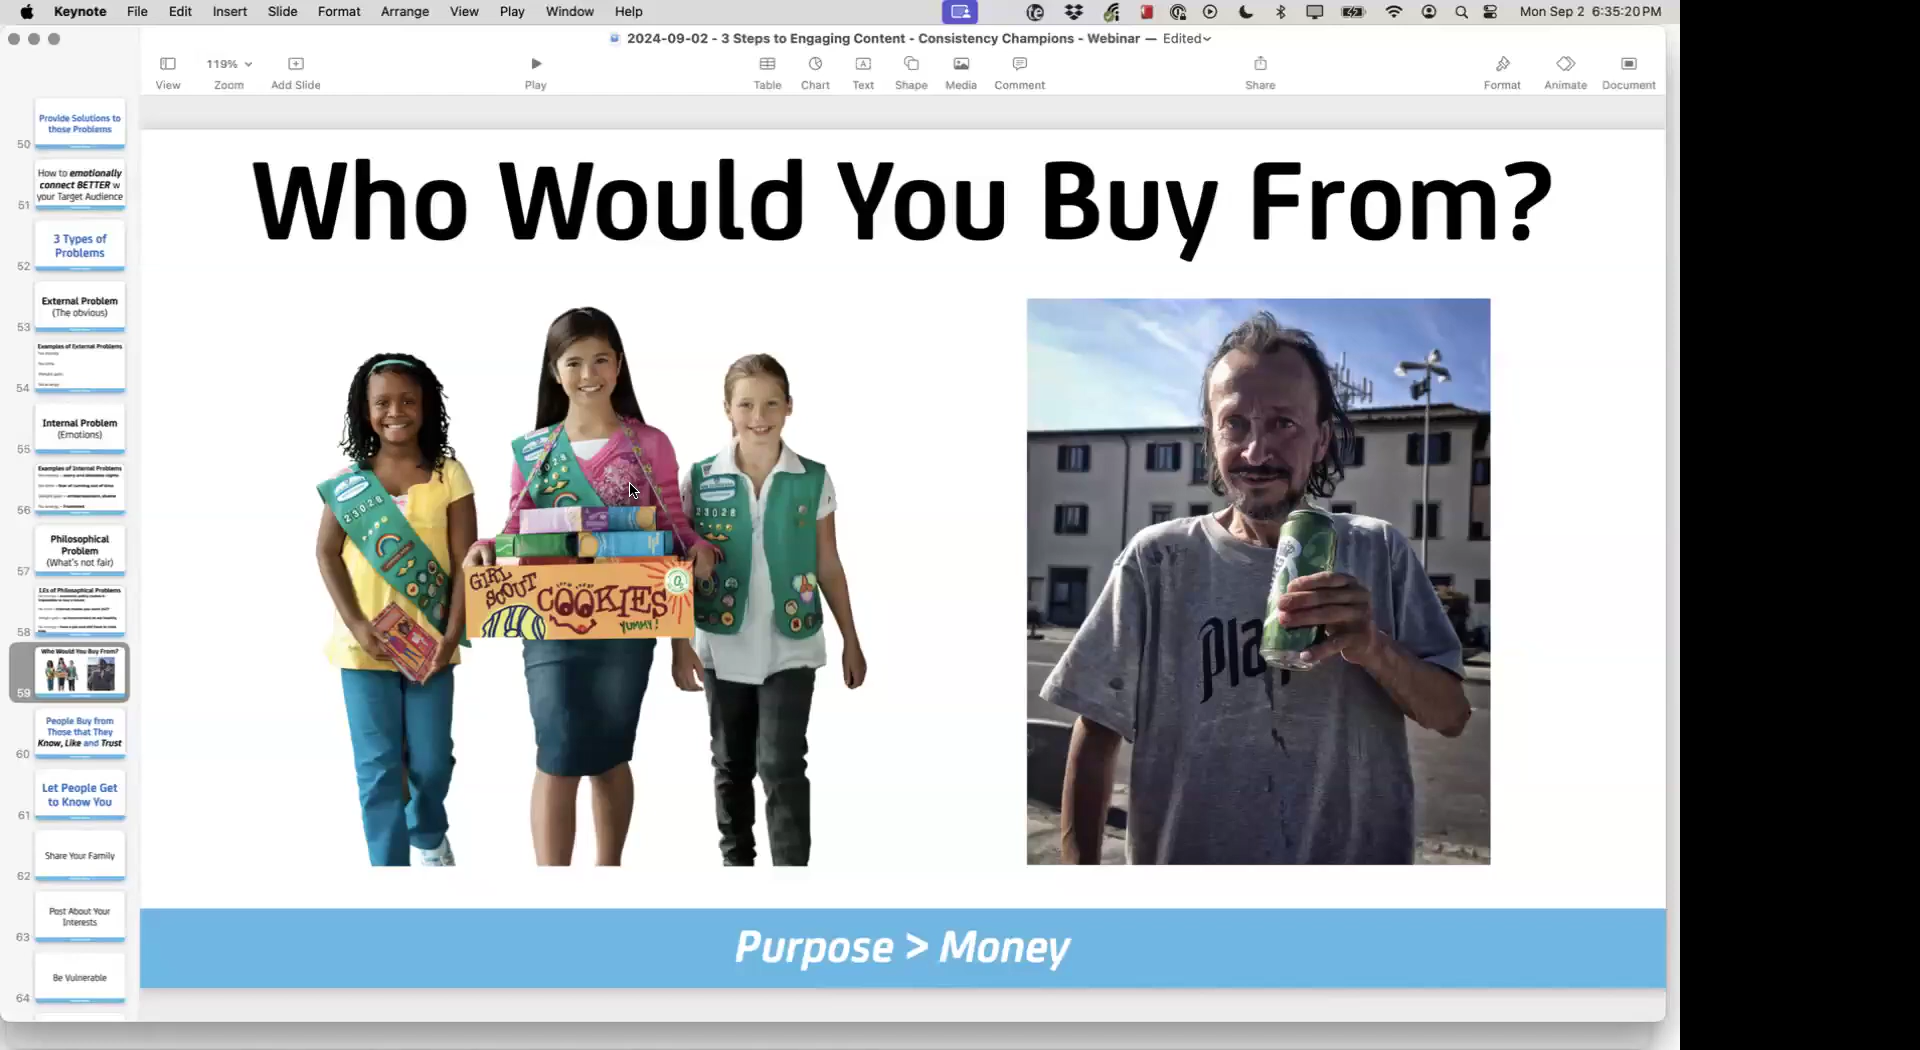 Keynote File Edit Insert Slide Format Arrange View Play Window Help
Mon Sep 2 6:35:20 PM
2024-09-02 - 3 Steps to Engaging Content - Consistency Champions - Webinar — Edited
119%
View Zoom Add Slide Play Table Chart Text Shape Media Comment Share Format Animate Document
Provide Solutions to
those Problems
50
How to emotionally
connect BETTER w
your Target Audience
51
3 Types of
Problems
52
External Problem
(The obvious)
53
Examples of External Problems
54
Internal Problem
(Emotions)
55
Examples of Internal Problems
56
Philosophical
Problem
(What's not fair)
57
I.Es of Philosophical Problems
58
Who Would You Buy From?
59
People Buy from
Those that They
Know, Like and Trust
60
Let People Get
to Know You
61
Share Your Family
62
Post About Your
Interests
63
Be Vulnerable
64
Who Would You Buy From?
23028
23028
GIRL
SCOUT
COOKIES
YUMMY!
Pla
Purpose > Money